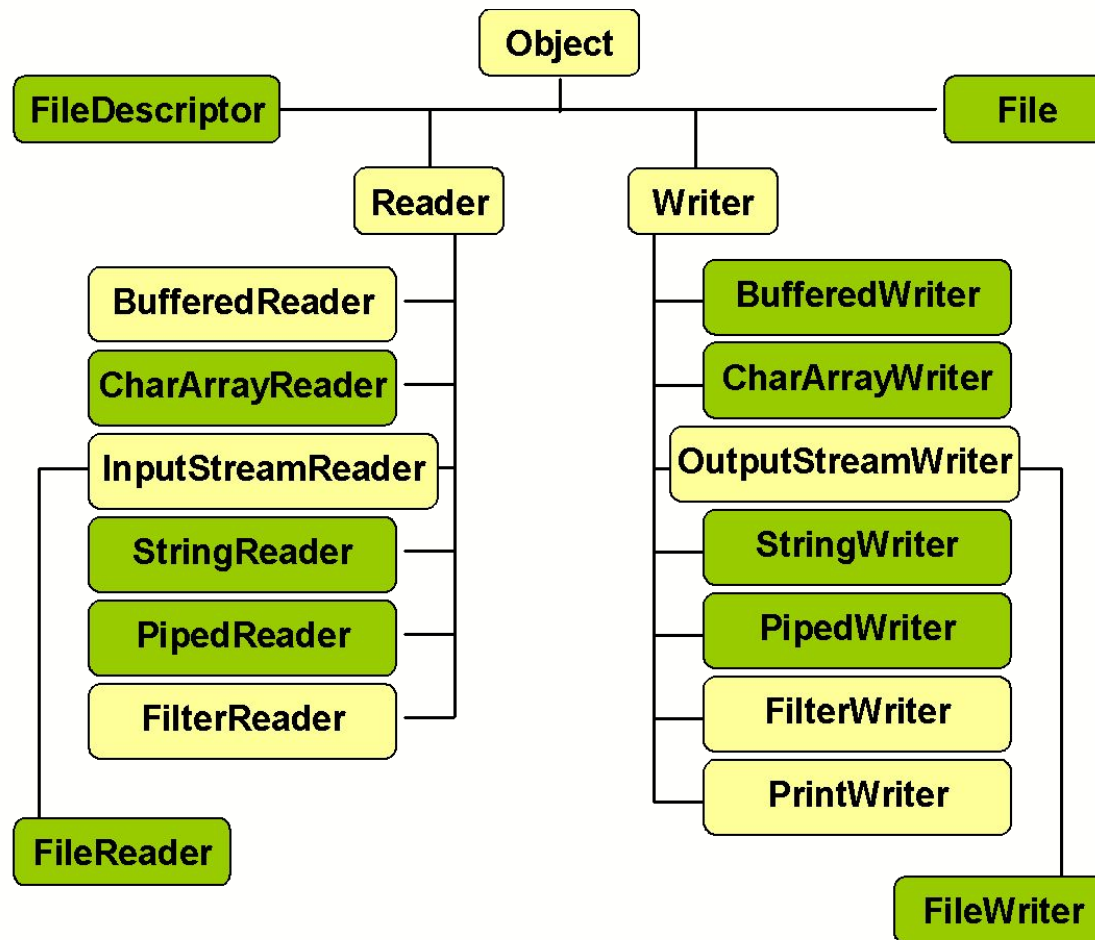 Object
FileDescriptor
File
Reader
Writer
BufferedReader
BufferedWriter
CharArrayReader
CharArrayWriter
InputStreamReader
OutputStreamWriter
StringReader
StringWriter
PipedReader
PipedWriter
FilterReader
FilterWriter
PrintWriter
FileReader
FileWriter